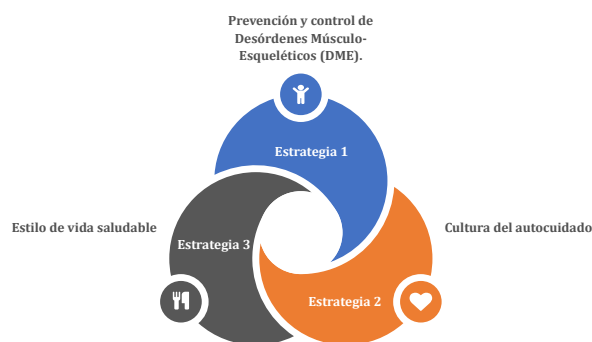 Prevención y control de
Desórdenes Músculo-
Esqueléticos (DME).
Estrategia 1
Estilo de vida saludable
Cultura del autocuidado
Estrategia 3
Estrategia 2